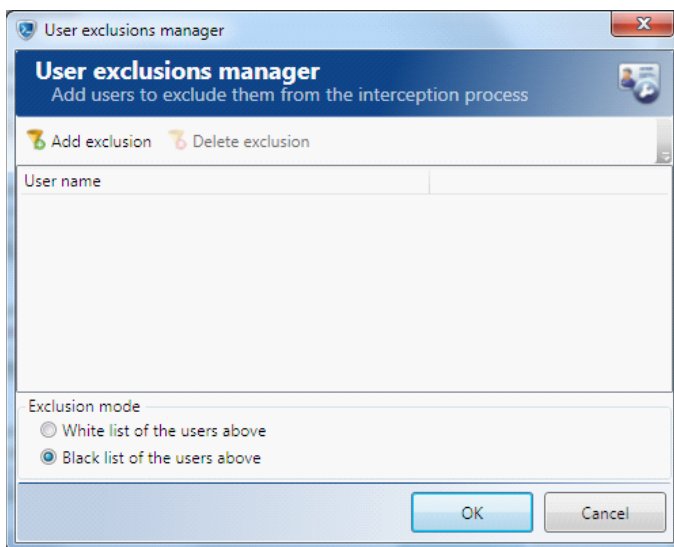 User exclusions manager
User exclusions manager
Add users to exclude them from the interception process
Add exclusion Delete exclusion
User name
Exclusion mode
White list of the users above
Black list of the users above
OK Cancel